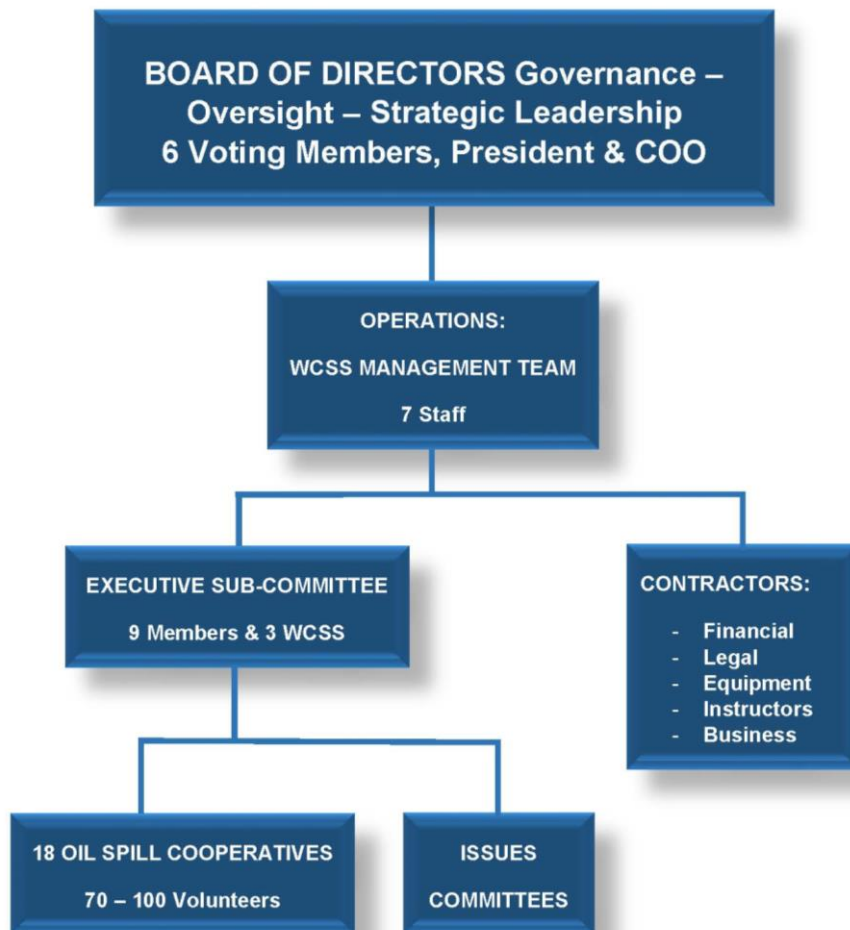 BOARD OF DIRECTORS Governance –
Oversight – Strategic Leadership
6 Voting Members, President & COO
OPERATIONS:
WCSS MANAGEMENT TEAM
7 Staff
EXECUTIVE SUB-COMMITTEE
9 Members & 3 WCSS
CONTRACTORS:
- Financial
- Legal
- Equipment
- Instructors
- Business
18 OIL SPILL COOPERATIVES
70 – 100 Volunteers
ISSUES
COMMITTEES